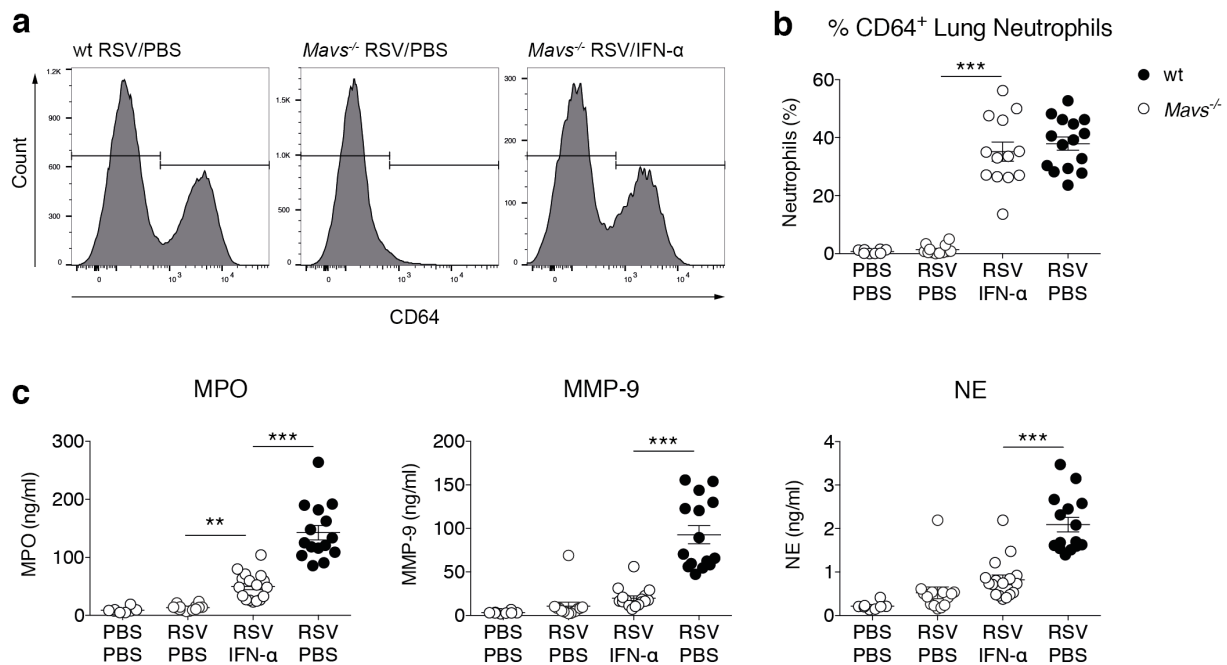 a
wt RSV/PBS
Mavs-/- RSV/PBS
Mavs-/- RSV/IFN-α
Count
1.2K
900
600
300
0
0
10³
10⁴
1.5K
1.0K
500
0
0
10³
10⁴
300
200
100
0
0
10³
10⁴
CD64
b
% CD64⁺ Lung Neutrophils
Neutrophils (%)
60
40
20
0
***
PBS RSV RSV RSV
PBS PBS IFN-α PBS
wt
Mavs-/-
c
MPO
MPO (ng/ml)
300
200
100
0
**
***
PBS RSV RSV RSV
PBS PBS IFN-α PBS
MMP-9
MMP-9 (ng/ml)
200
150
100
50
0
***
PBS RSV RSV RSV
PBS PBS IFN-α PBS
NE
NE (ng/ml)
4
3
2
1
0
***
PBS RSV RSV RSV
PBS PBS IFN-α PBS